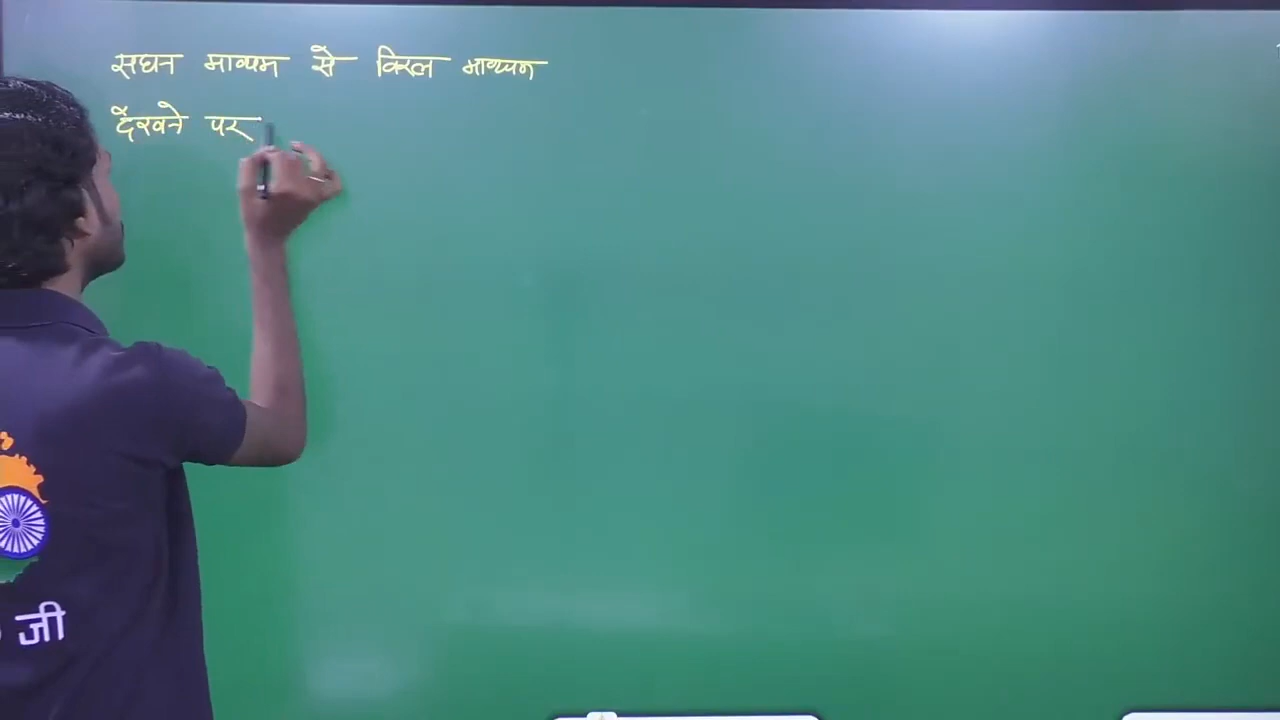 सघन माध्यम से विरल माध्यम
देखने पर
जी